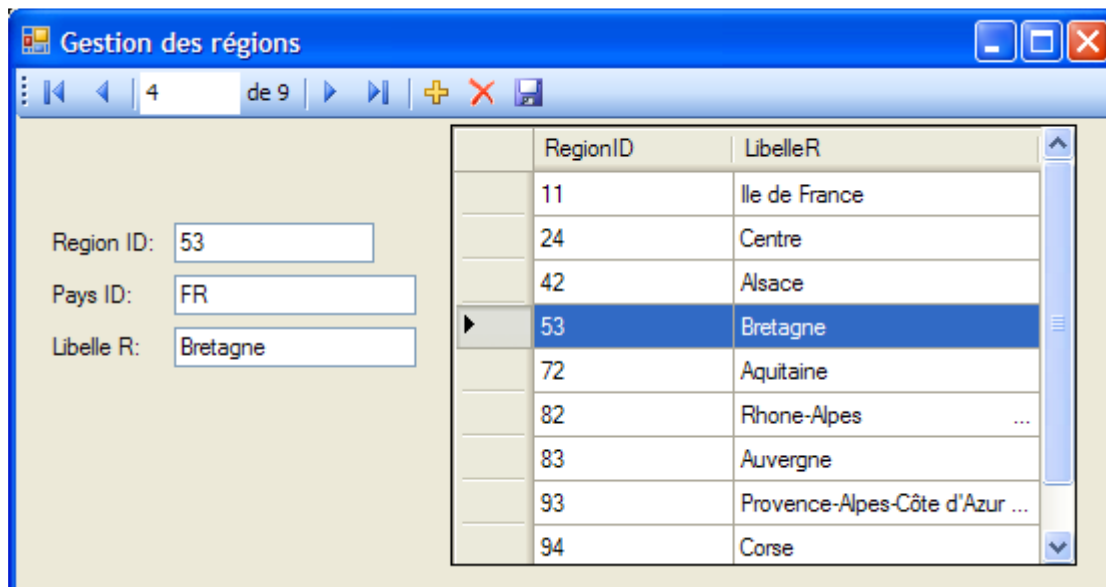 Gestion des régions
4 de 9
RegionID LibelleR
11 Ile de France
24 Centre
Region ID: 53
42 Alsace
Pays ID: FR
53 Bretagne
Libelle R: Bretagne
72 Aquitaine
82 Rhone-Alpes ...
83 Auvergne
93 Provence-Alpes-Côte d'Azur ...
94 Corse